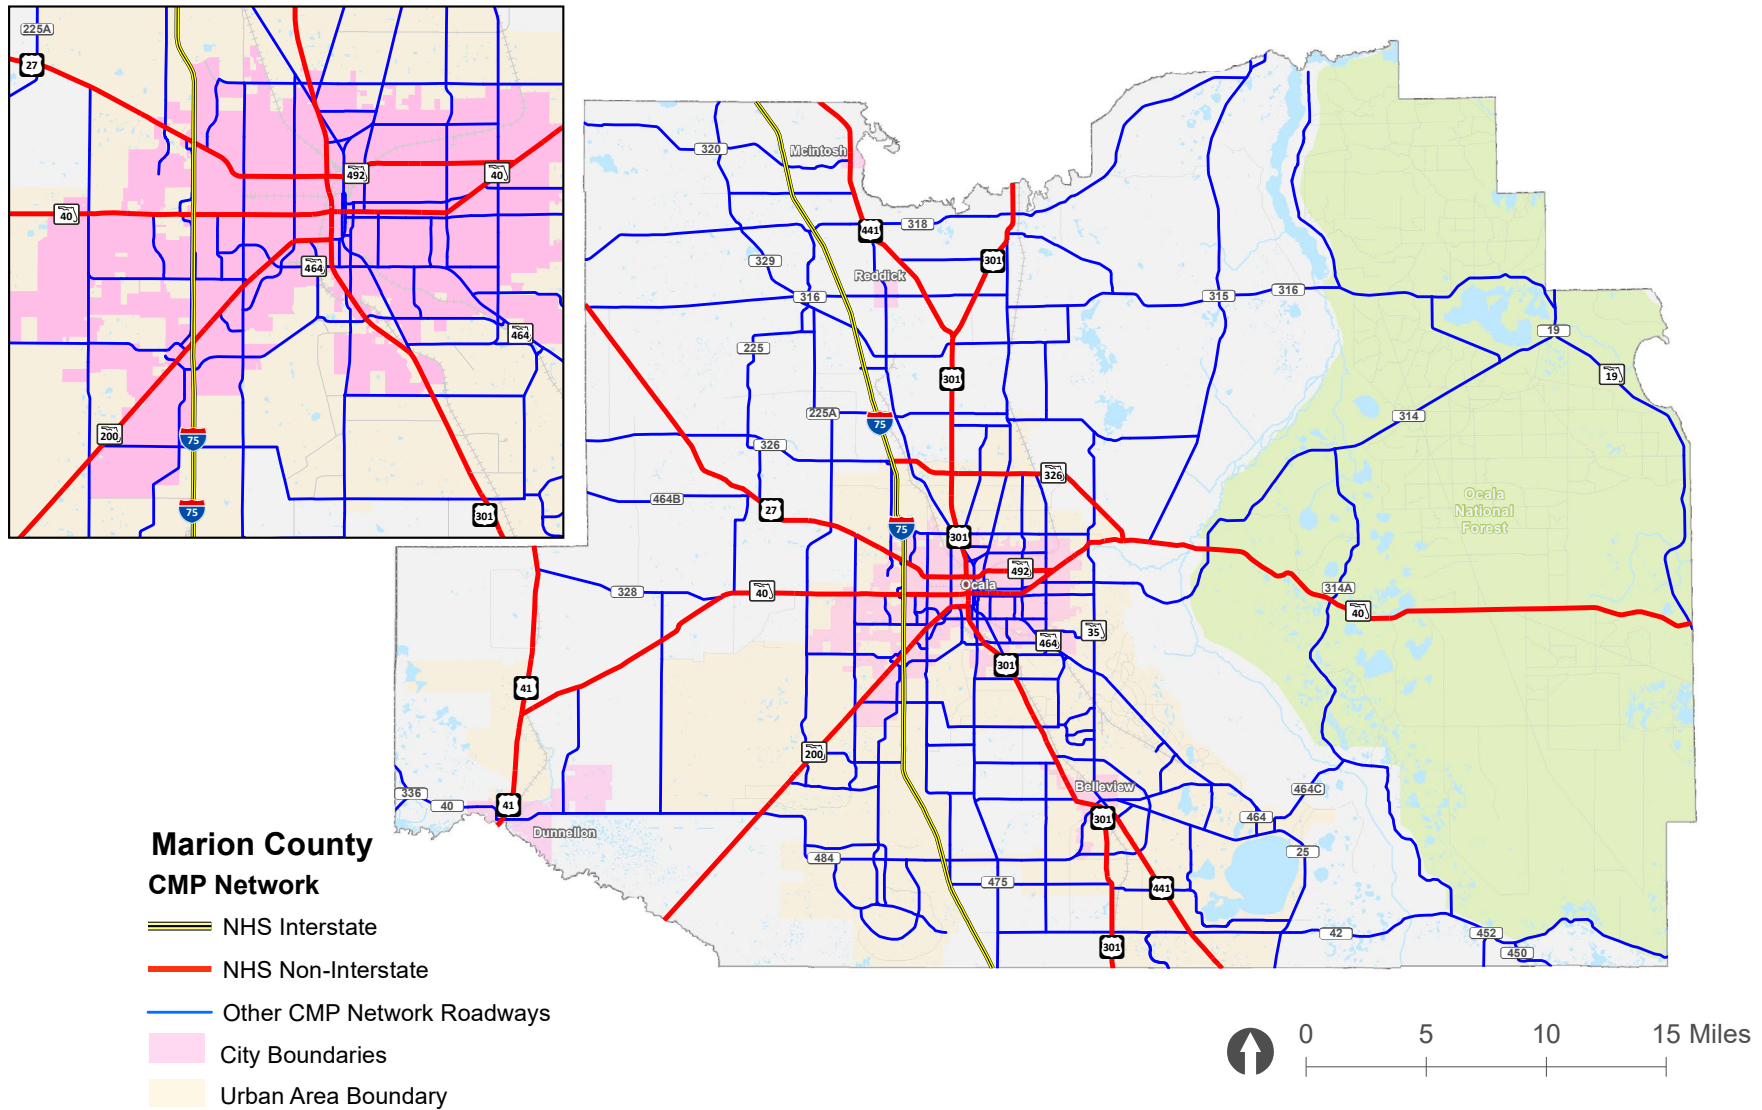 225A
27
492
40
40
464
464
200
75
75
301
320
McIntosh
441
318
329
301
Reddick
316
315
316
225
19
19
301
314
225A
75
326
326
464B
27
75
301
Ocala
National
Forest
492
Ocala
328
40
314A
40
35
464
301
41
200
336
40
41
Belleview
464C
301
464
Dunnellon
484
25
475
441
42
452
301
450
Marion County
CMP Network
NHS Interstate
NHS Non-Interstate
Other CMP Network Roadways
City Boundaries
Urban Area Boundary
0 5 10 15 Miles